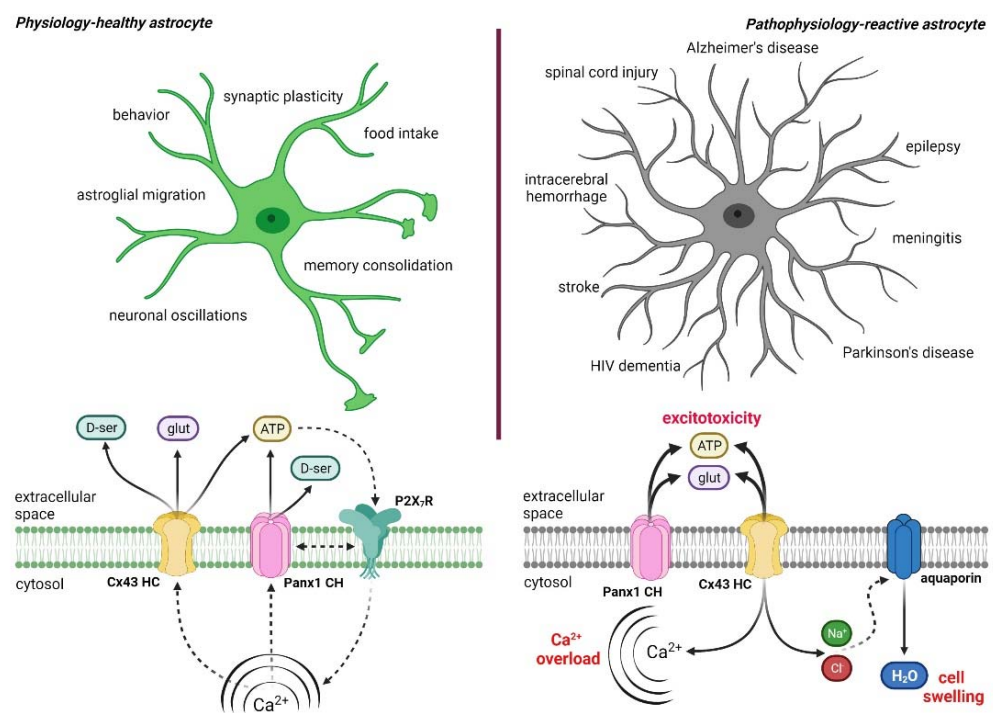 Physiology-healthy astrocyte
synaptic plasticity
behavior
food intake
astroglial migration
memory consolidation
neuronal oscillations
D-ser
glut
ATP
D-ser
P2X₇R
extracellular
space
cytosol
Cx43 HC
Panx1 CH
Ca²⁺
Pathophysiology-reactive astrocyte
Alzheimer's disease
spinal cord injury
epilepsy
intracerebral
hemorrhage
meningitis
stroke
Parkinson's disease
HIV dementia
excitotoxicity
ATP
glut
extracellular
space
cytosol
Panx1 CH
Cx43 HC
aquaporin
Ca²⁺
overload
Ca²⁺
Na⁺
Cl⁻
H₂O
cell
swelling